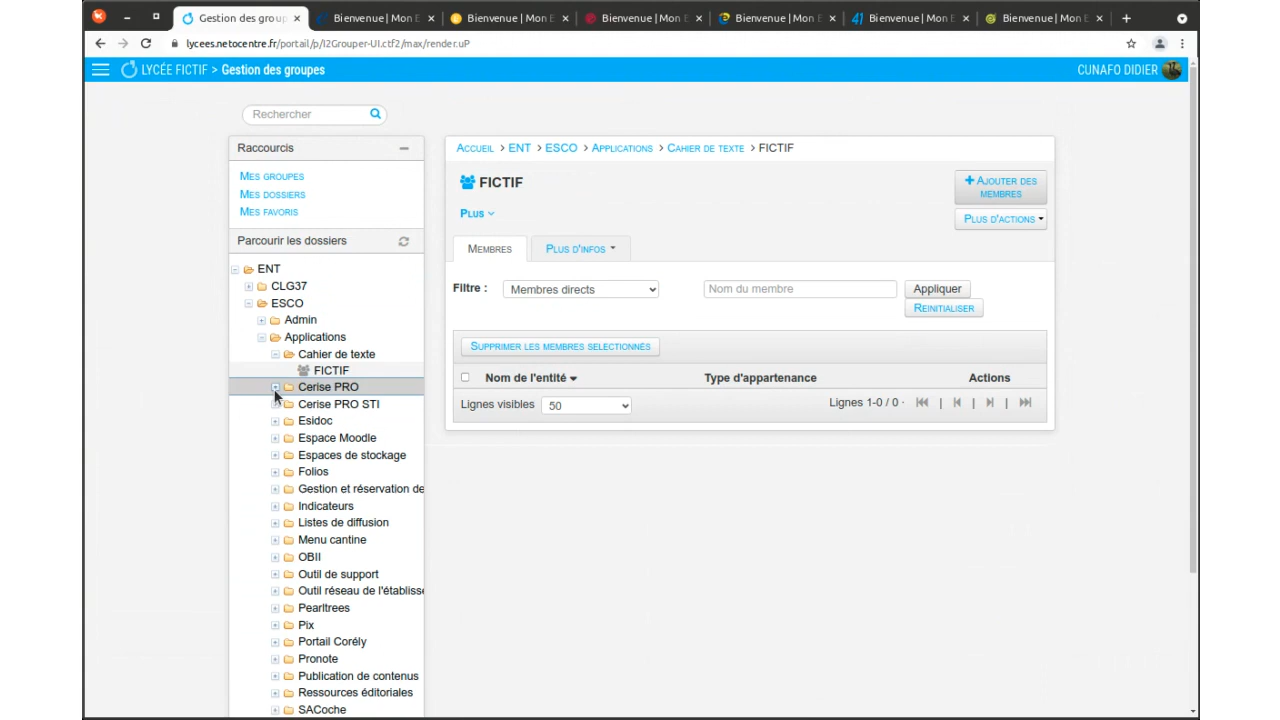 Gestion des group
Bienvenue | Mon E
Bienvenue | Mon E
Bienvenue | Mon E
Bienvenue | Mon E
Bienvenue | Mon E
Bienvenue | Mon E
lycees.netocentre.fr/portail/p/I2Grouper-UI.ctf2/max/render.uP
LYCÉE FICTIF > Gestion des groupes
CUNAFO DIDIER
Rechercher
Raccourcis
MES GROUPES
MES DOSSIERS
MES FAVORIS
Parcourir les dossiers
ENT
CLG37
ESCO
Admin
Applications
Cahier de texte
FICTIF
Cerise PRO
Cerise PRO STI
Esidoc
Espace Moodle
Espaces de stockage
Folios
Gestion et réservation de
Indicateurs
Listes de diffusion
Menu cantine
OBII
Outil de support
Outil réseau de l'établisse
Pearltrees
Pix
Portail Corély
Pronote
Publication de contenus
Ressources éditoriales
SACoche
ACCUEIL > ENT > ESCO > APPLICATIONS > CAHIER DE TEXTE > FICTIF
FICTIF
+ AJOUTER DES
MEMBRES
PLUS
PLUS D'ACTIONS
MEMBRES
PLUS D'INFOS
Filtre :
Membres directs
Nom du membre
Appliquer
REINITIALISER
SUPPRIMER LES MEMBRES SELECTIONNÉS
Nom de l'entité
Type d'appartenance
Actions
Lignes visibles
50
Lignes 1-0 / 0 ·